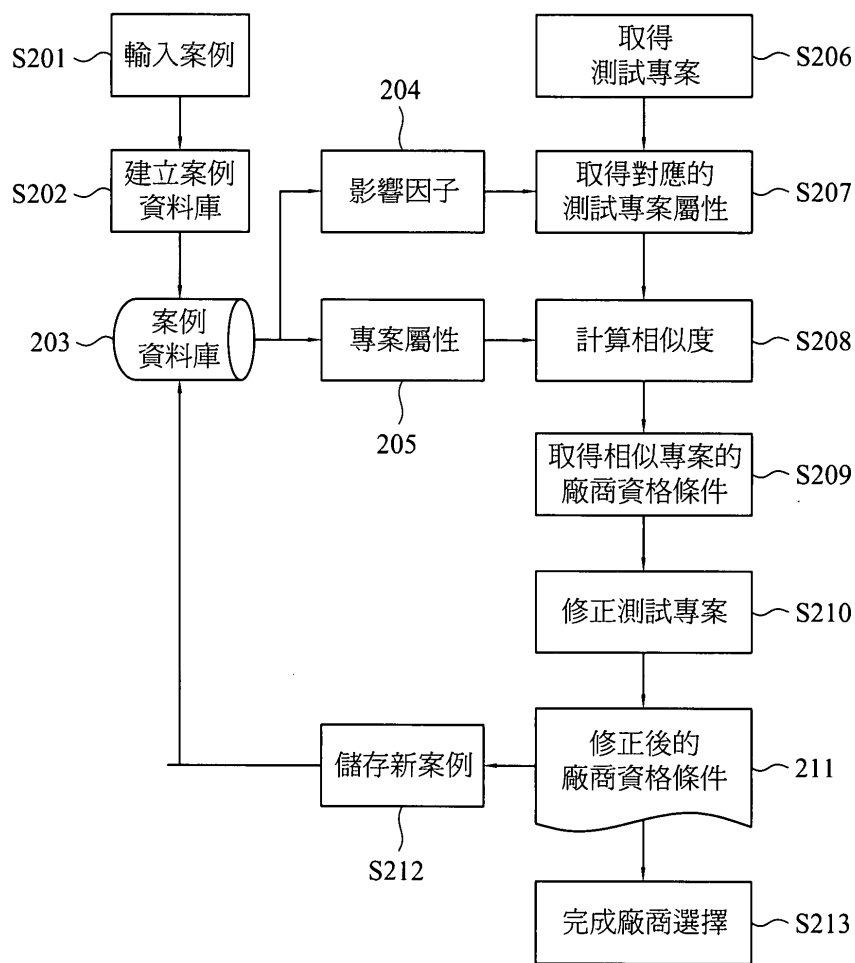 S201
輸入案例
S202
建立案例
資料庫
203
案例
資料庫
204
影響因子
專案屬性
205
取得
測試專案
S206
取得對應的
測試專案屬性
S207
計算相似度
S208
取得相似專案的
廠商資格條件
S209
修正測試專案
S210
修正後的
廠商資格條件
211
儲存新案例
S212
完成廠商選擇
S213